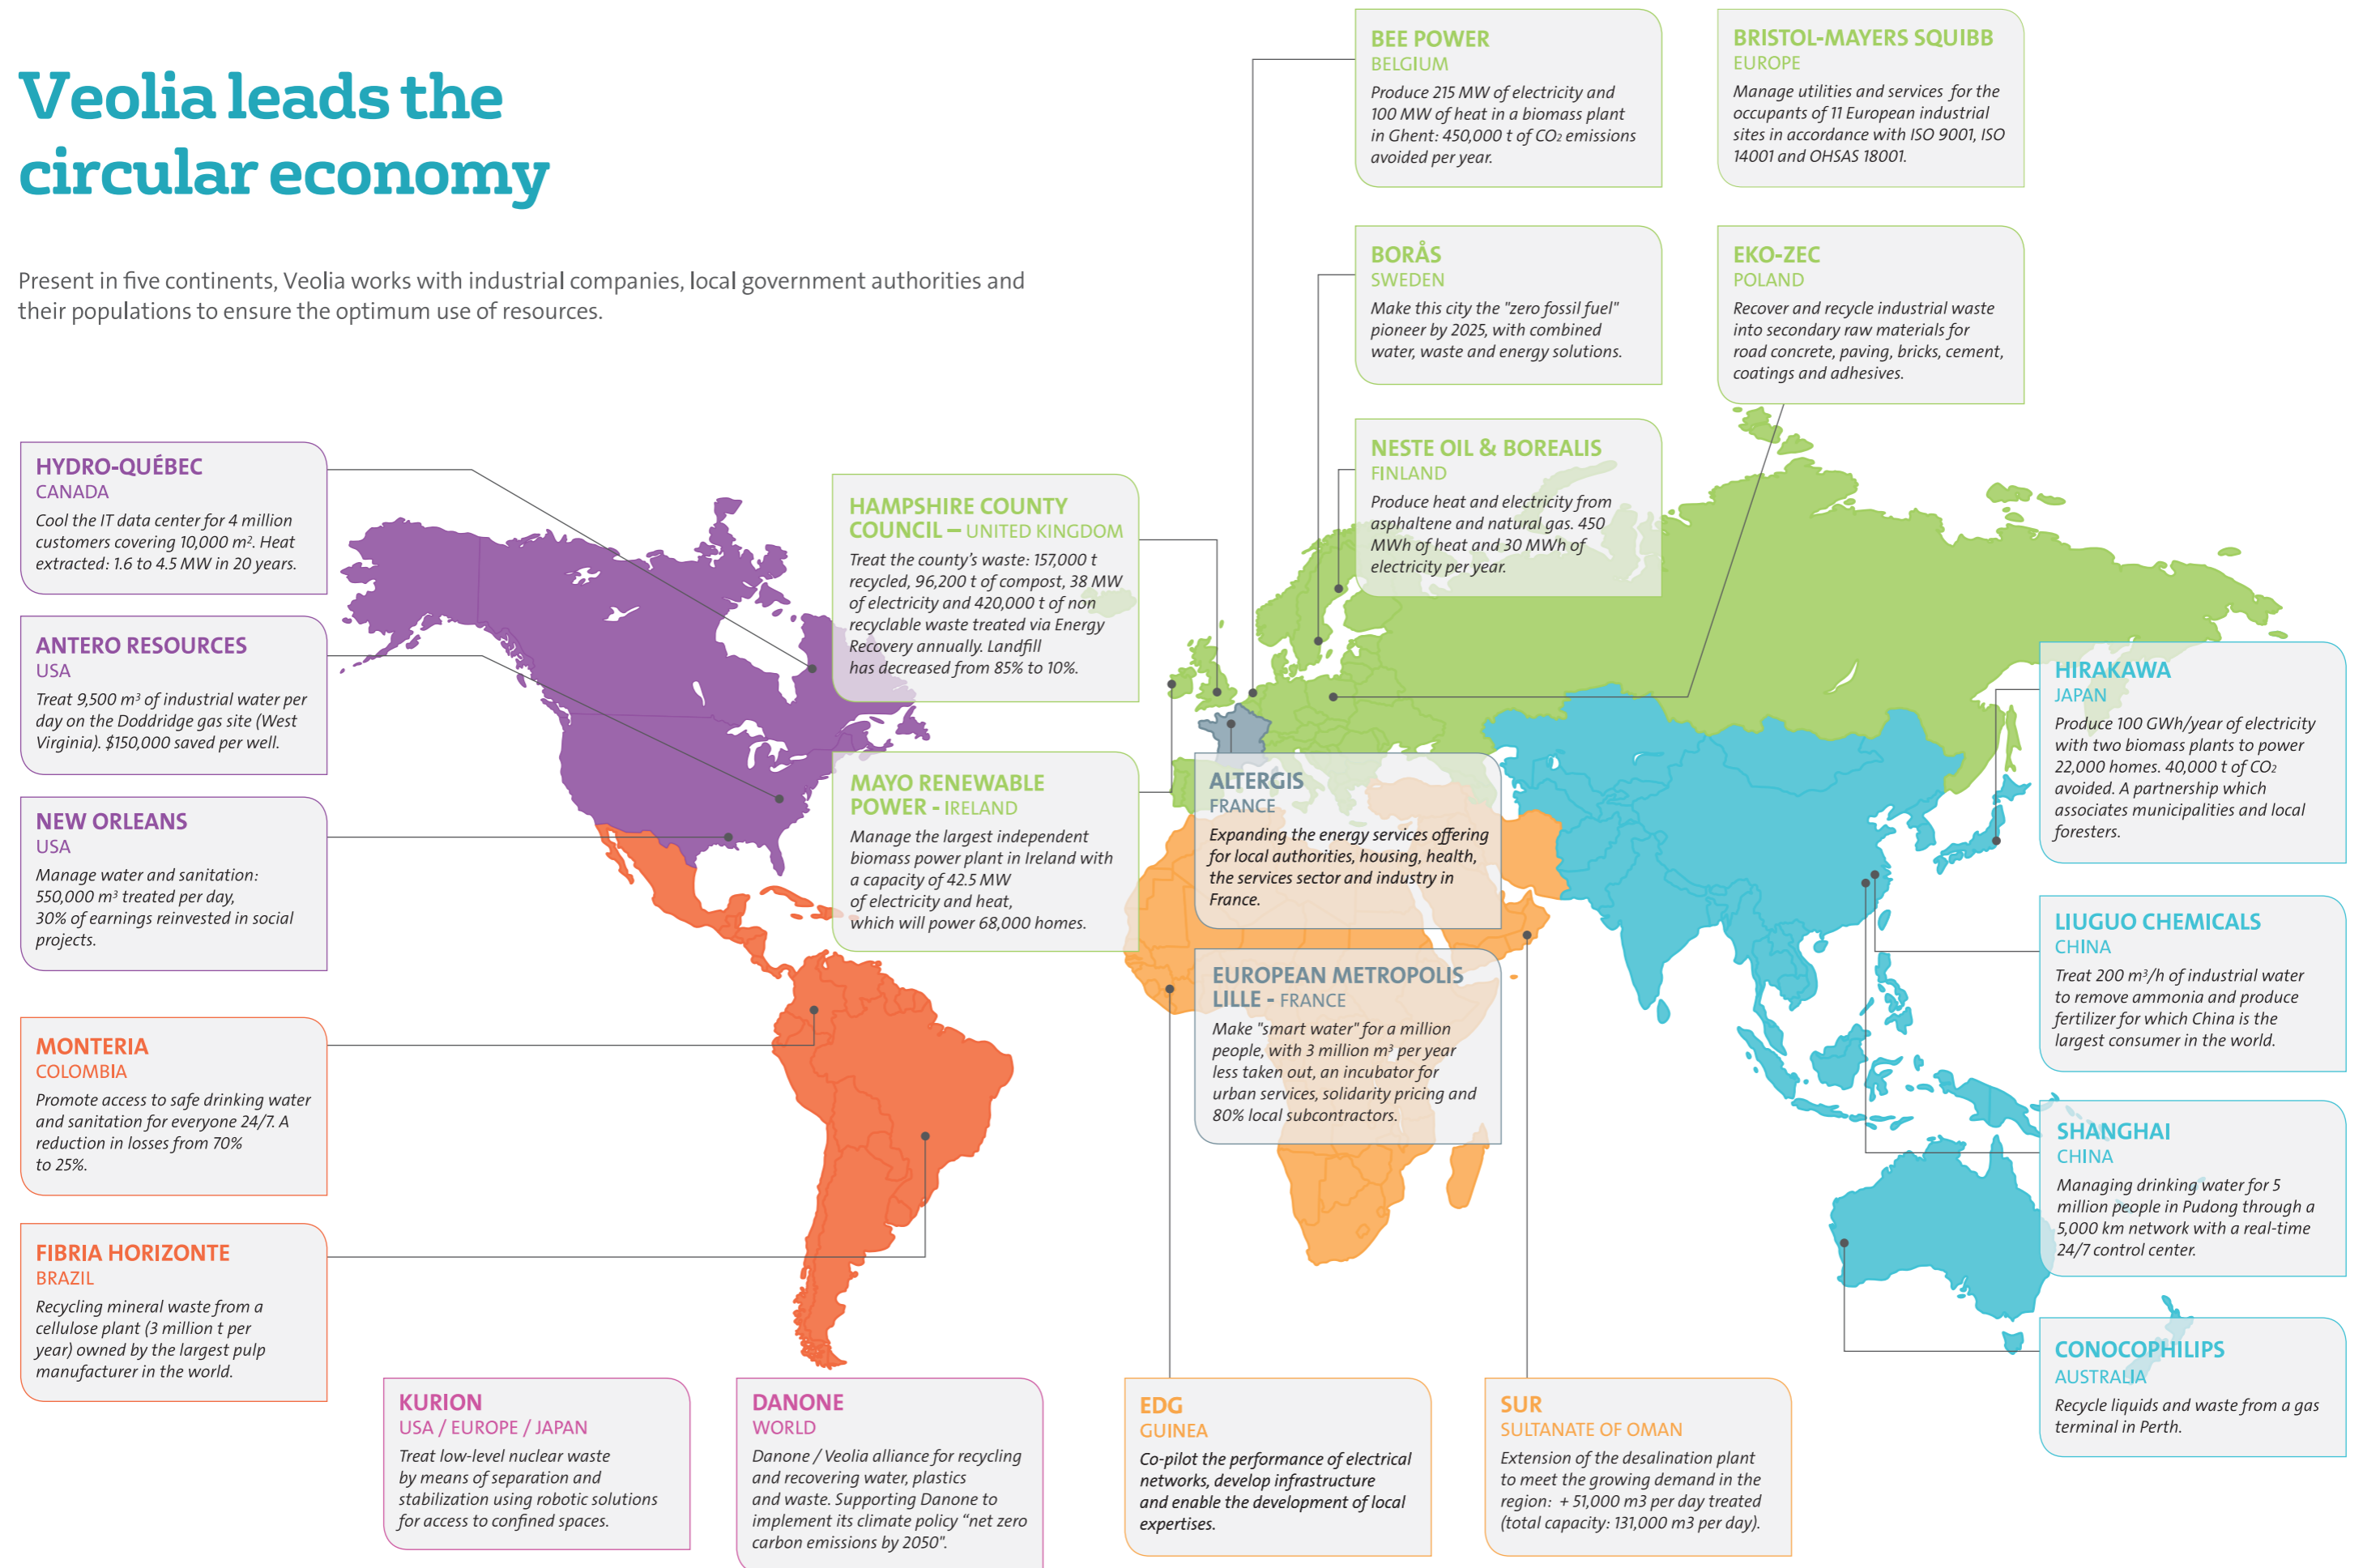 Veolia leads the
circular economy
Present in five continents, Veolia works with industrial companies, local government authorities and
their populations to ensure the optimum use of resources.
BEE POWER
BELGIUM
Produce 215 MW of electricity and
100 MW of heat in a biomass plant
in Ghent: 450,000 t of CO₂ emissions
avoided per year.
BRISTOL-MAYERS SQUIBB
EUROPE
Manage utilities and services for the
occupants of 11 European industrial
sites in accordance with ISO 9001, ISO
14001 and OHSAS 18001.
BORÅS
SWEDEN
Make this city the "zero fossil fuel"
pioneer by 2025, with combined
water, waste and energy solutions.
EKO-ZEC
POLAND
Recover and recycle industrial waste
into secondary raw materials for
road concrete, paving, bricks, cement,
coatings and adhesives.
NESTE OIL & BOREALIS
FINLAND
Produce heat and electricity from
asphaltene and natural gas. 450
MWh of heat and 30 MWh of
electricity per year.
HYDRO-QUÉBEC
CANADA
Cool the IT data center for 4 million
customers covering 10,000 m². Heat
extracted: 1.6 to 4.5 MW in 20 years.
HAMPSHIRE COUNTY
COUNCIL – UNITED KINGDOM
Treat the county's waste: 157,000 t
recycled, 96,200 t of compost, 38 MW
of electricity and 420,000 t of non
recyclable waste treated via Energy
Recovery annually. Landfill
has decreased from 85% to 10%.
ANTERO RESOURCES
USA
Treat 9,500 m³ of industrial water per
day on the Doddridge gas site (West
Virginia). $150,000 saved per well.
HIRAKAWA
JAPAN
Produce 100 GWh/year of electricity
with two biomass plants to power
22,000 homes. 40,000 t of CO₂
avoided. A partnership which
associates municipalities and local
foresters.
MAYO RENEWABLE
POWER - IRELAND
Manage the largest independent
biomass power plant in Ireland with
a capacity of 42.5 MW
of electricity and heat,
which will power 68,000 homes.
ALTERGIS
FRANCE
Expanding the energy services offering
for local authorities, housing, health,
the services sector and industry in
France.
NEW ORLEANS
USA
Manage water and sanitation:
550,000 m³ treated per day,
30% of earnings reinvested in social
projects.
LIUGUO CHEMICALS
CHINA
Treat 200 m³/h of industrial water
to remove ammonia and produce
fertilizer for which China is the
largest consumer in the world.
EUROPEAN METROPOLIS
LILLE - FRANCE
Make "smart water" for a million
people, with 3 million m³ per year
less taken out, an incubator for
urban services, solidarity pricing and
80% local subcontractors.
MONTERIA
COLOMBIA
Promote access to safe drinking water
and sanitation for everyone 24/7. A
reduction in losses from 70%
to 25%.
SHANGHAI
CHINA
Managing drinking water for 5
million people in Pudong through a
5,000 km network with a real-time
24/7 control center.
FIBRIA HORIZONTE
BRAZIL
Recycling mineral waste from a
cellulose plant (3 million t per
year) owned by the largest pulp
manufacturer in the world.
CONOCOPHILIPS
AUSTRALIA
Recycle liquids and waste from a gas
terminal in Perth.
KURION
USA / EUROPE / JAPAN
Treat low-level nuclear waste
by means of separation and
stabilization using robotic solutions
for access to confined spaces.
DANONE
WORLD
Danone / Veolia alliance for recycling
and recovering water, plastics
and waste. Supporting Danone to
implement its climate policy “net zero
carbon emissions by 2050".
EDG
GUINEA
Co-pilot the performance of electrical
networks, develop infrastructure
and enable the development of local
expertises.
SUR
SULTANATE OF OMAN
Extension of the desalination plant
to meet the growing demand in the
region: + 51,000 m3 per day treated
(total capacity: 131,000 m3 per day).